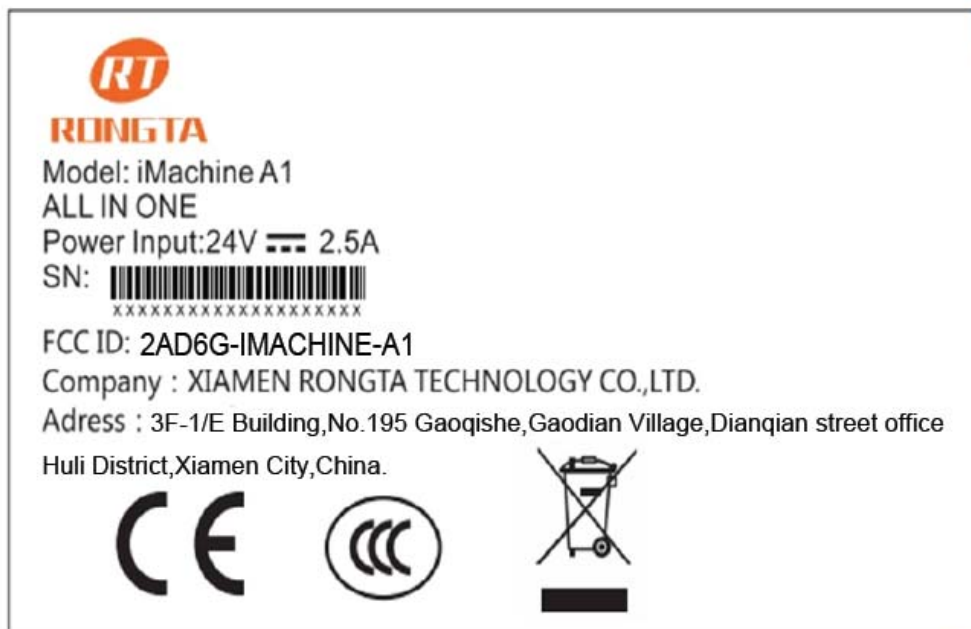 RT
RONGTA
Model: iMachine A1
ALL IN ONE
Power Input:24V ⎓ 2.5A
SN:
XXXXXXXXXXXXXXXXXXXX
FCC ID: 2AD6G-IMACHINE-A1
Company : XIAMEN RONGTA TECHNOLOGY CO.,LTD.
Adress : 3F-1/E Building,No.195 Gaoqishe,Gaodian Village,Dianqian street office
Huli District,Xiamen City,China.
CE CCC